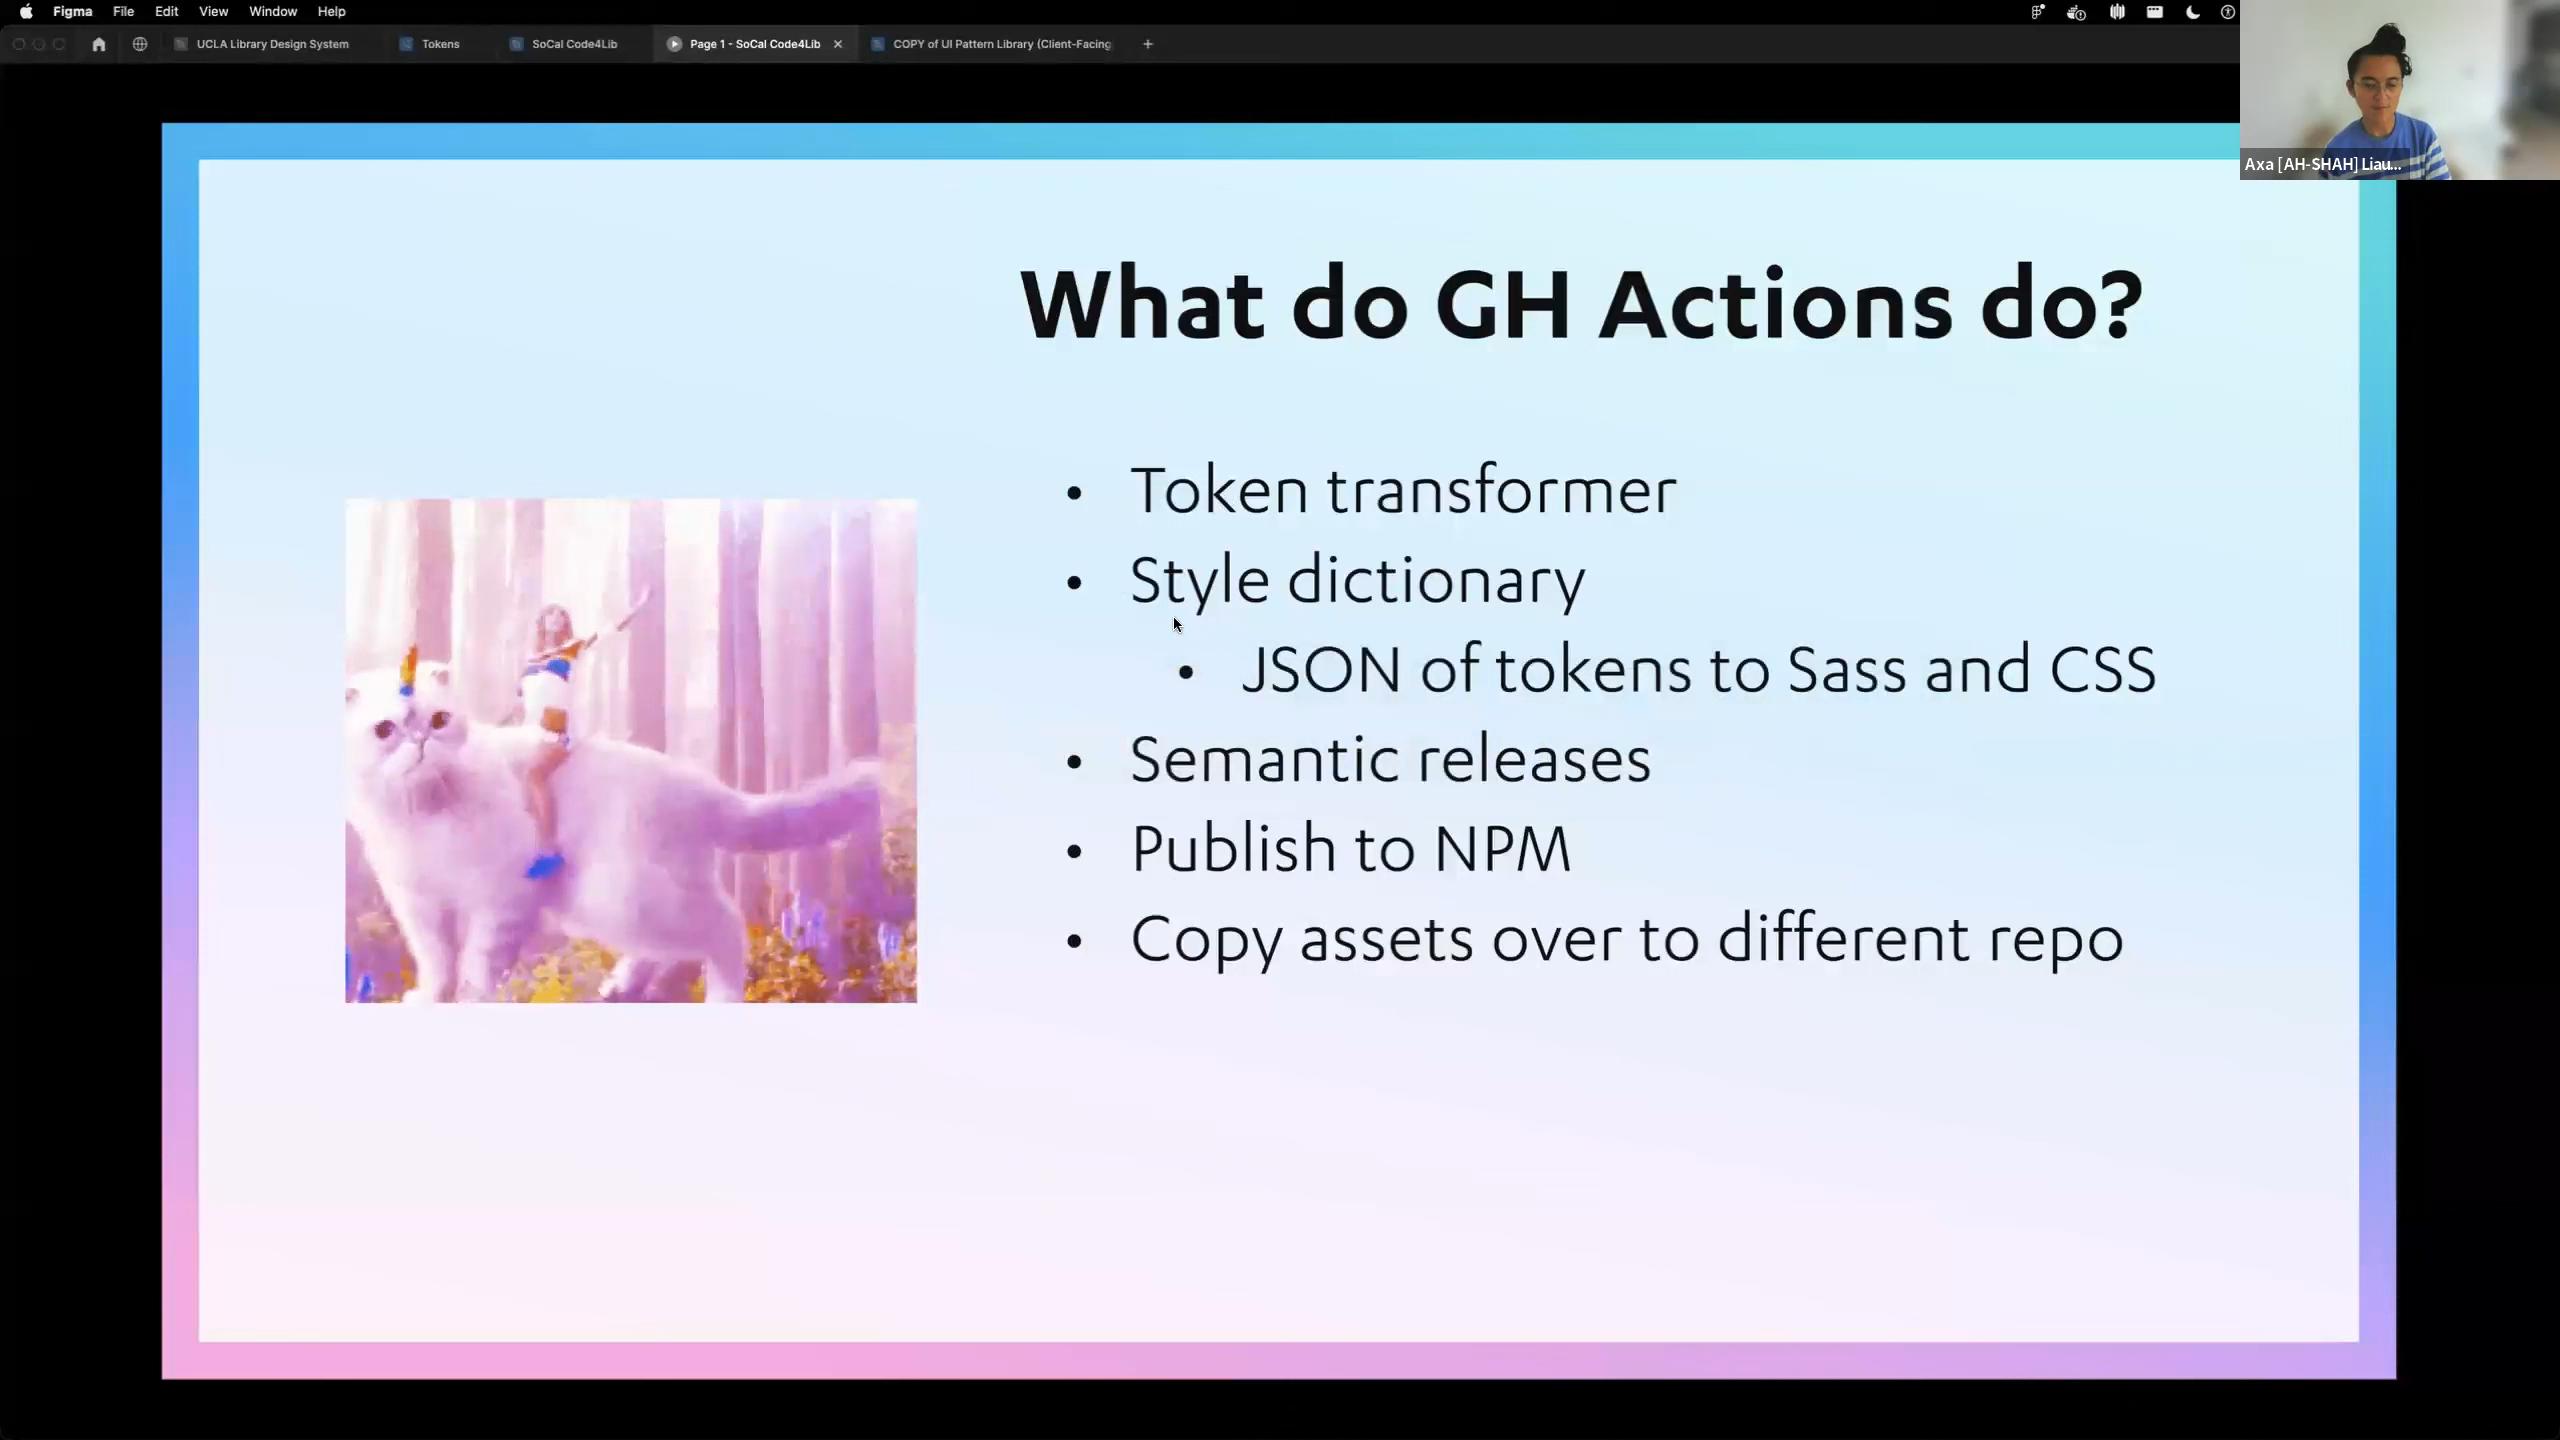 Figma File Edit View Window Help
UCLA Library Design System Tokens SoCal Code4Lib Page 1 - SoCal Code4Lib COPY of UI Pattern Library (Client-Facing
Axa [AH-SHAH] Liau...
What do GH Actions do?
• Token transformer
• Style dictionary
• JSON of tokens to Sass and CSS
• Semantic releases
• Publish to NPM
• Copy assets over to different repo